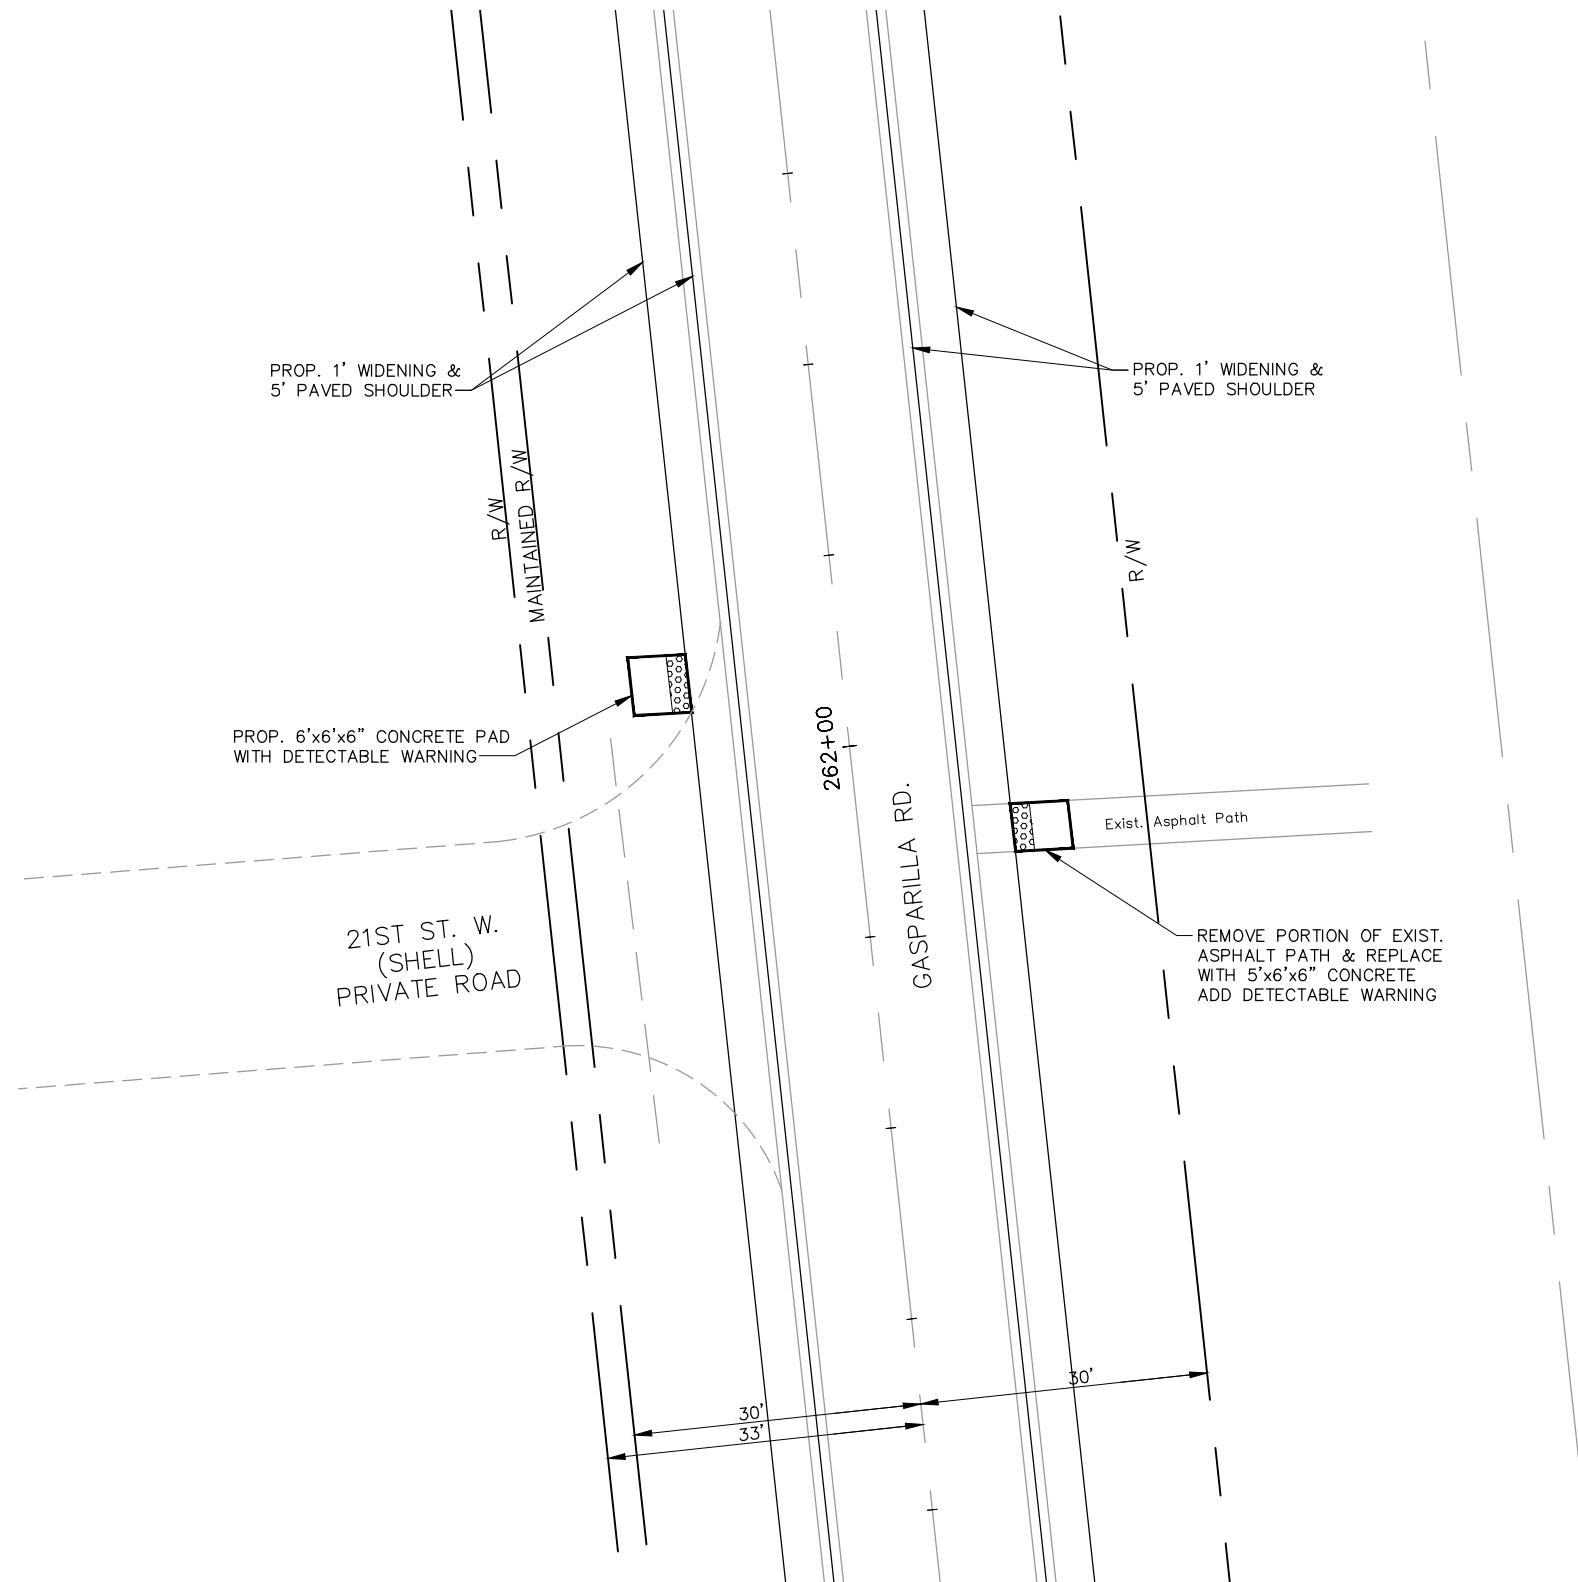 PROP. 1' WIDENING &
5' PAVED SHOULDER
PROP. 1' WIDENING &
5' PAVED SHOULDER
R/W
MAINTAINED R/W
R/W
PROP. 6'x6'x6" CONCRETE PAD
WITH DETECTABLE WARNING
262+00
GASPARILLA RD.
Exist. Asphalt Path
21ST ST. W.
(SHELL)
PRIVATE ROAD
REMOVE PORTION OF EXIST.
ASPHALT PATH & REPLACE
WITH 5'x6'x6" CONCRETE
ADD DETECTABLE WARNING
30'
30'
33'